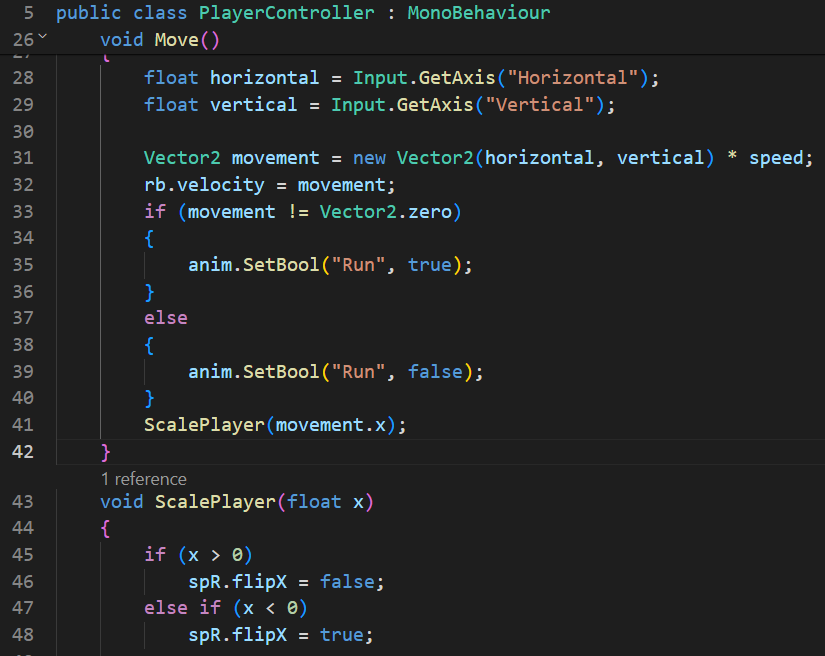 5 public class PlayerController : MonoBehaviour
26 void Move()
28 float horizontal = Input.GetAxis("Horizontal");
29 float vertical = Input.GetAxis("Vertical");
30
31 Vector2 movement = new Vector2(horizontal, vertical) * speed;
32 rb.velocity = movement;
33 if (movement != Vector2.zero)
34 {
35 anim.SetBool("Run", true);
36 }
37 else
38 {
39 anim.SetBool("Run", false);
40 }
41 ScalePlayer(movement.x);
42 }
1 reference
43 void ScalePlayer(float x)
44 {
45 if (x > 0)
46 spR.flipX = false;
47 else if (x < 0)
48 spR.flipX = true;